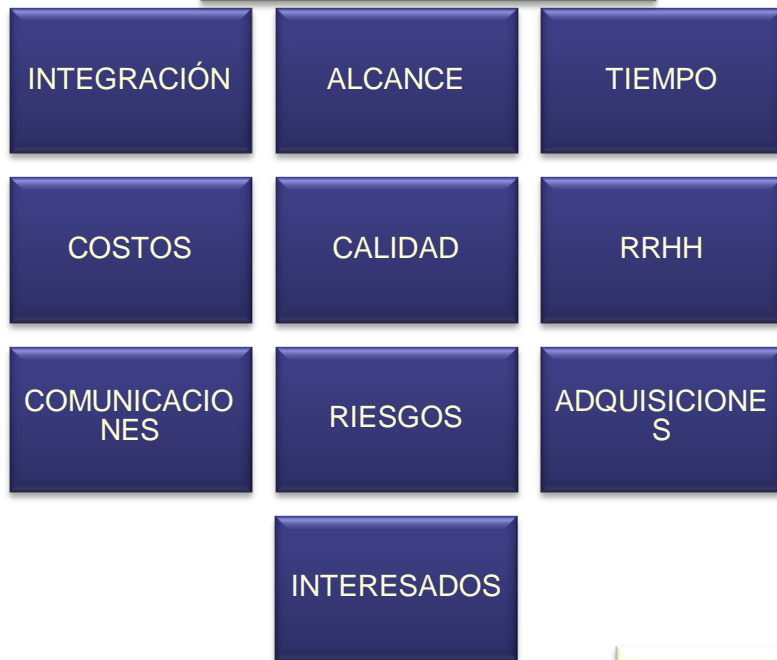 INTEGRACIÓN
ALCANCE
TIEMPO
COSTOS
CALIDAD
RRHH
COMUNICACIO
NES
RIESGOS
ADQUISICIONE
S
INTERESADOS